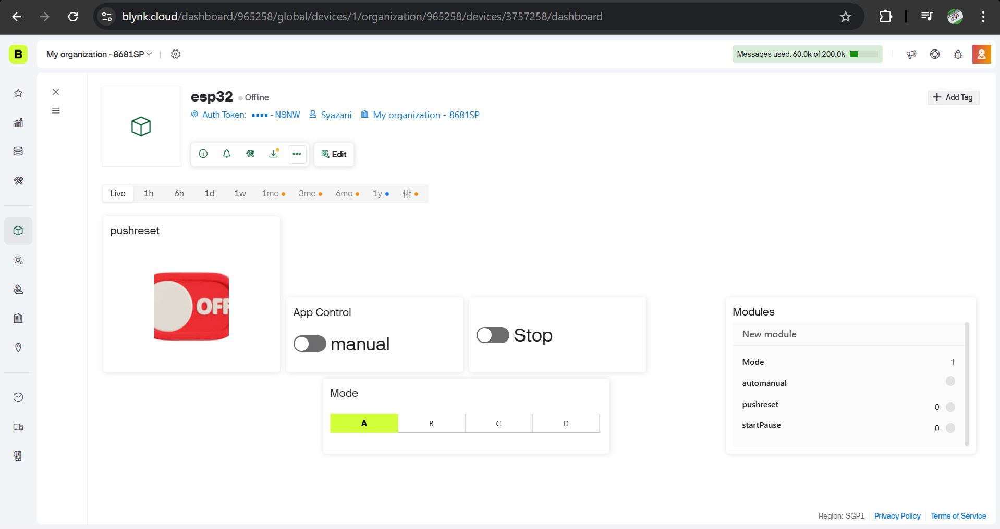 blynk.cloud/dashboard/965258/global/devices/1/organization/965258/devices/3757258/dashboard
B
My organization - 8681SP
Messages used: 60.0k of 200.0k
esp32
Offline
Add Tag
Auth Token: ▪▪▪▪ - NSNW
Syazani
My organization - 8681SP
Edit
Live 1h 6h 1d 1w 1mo 3mo 6mo 1y
pushreset
OFF
App Control
manual
Stop
Mode
A B C D
Modules
New module
Mode 1
automanual
pushreset 0
startPause 0
Region: SGP1 Privacy Policy Terms of Service